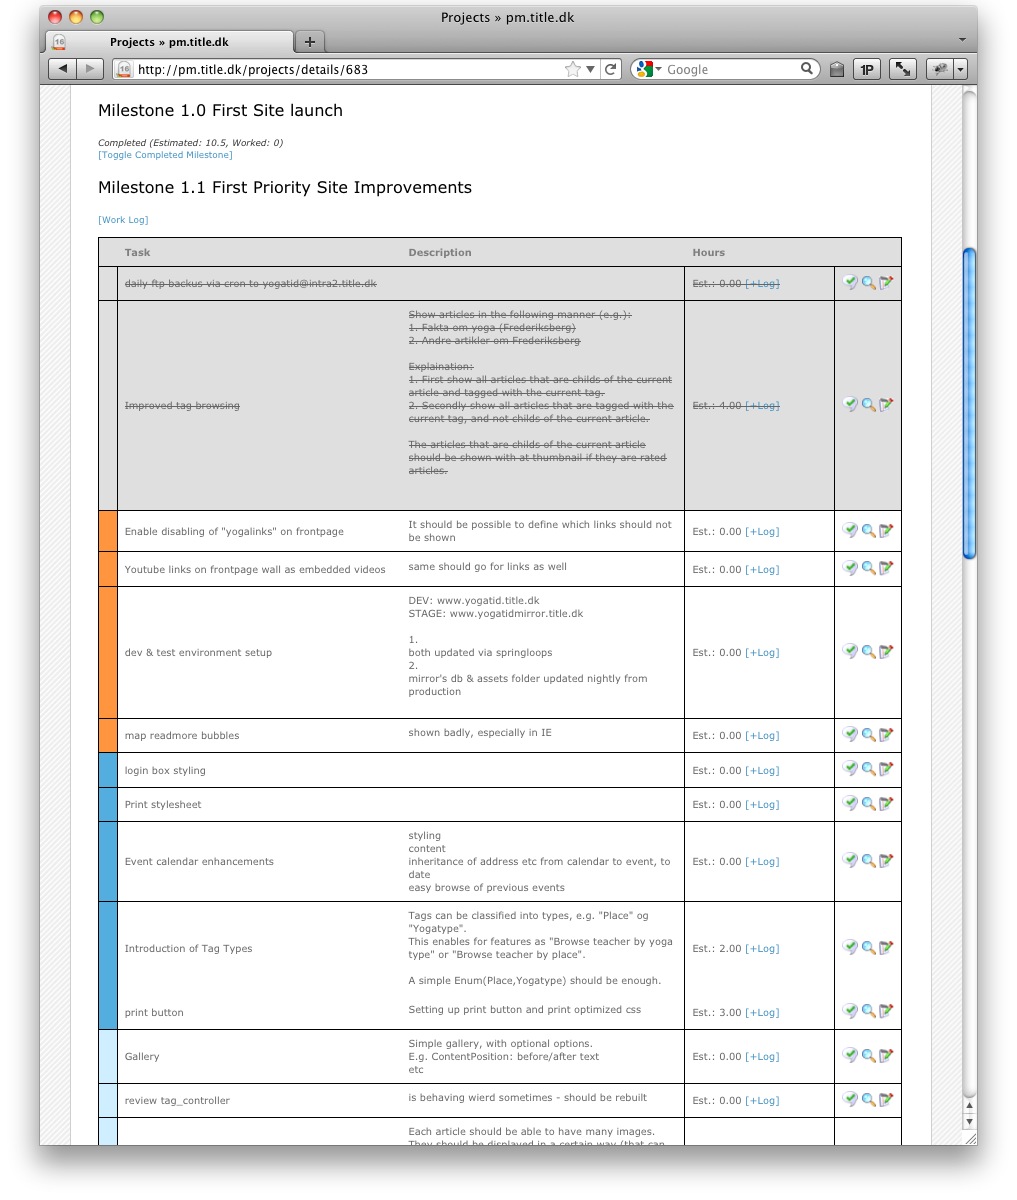 Projects » pm.title.dk
16
Projects » pm.title.dk
+
16
http://pm.title.dk/projects/details/683
Google
1P
Milestone 1.0 First Site launch
Completed (Estimated: 10.5, Worked: 0)
[Toggle Completed Milestone]
Milestone 1.1 First Priority Site Improvements
[Work Log]
Task Description Hours
daily ftp backus via cron to yogatid@intra2.title.dk Est.: 0.00 [+Log]
Show articles in the following manner (e.g.):
1. Fakta om yoga (Frederiksberg)
2. Andre artikler om Frederiksberg
Explaination:
1. First show all articles that are childs of the current
article and tagged with the current tag.
Improved tag browsing
2. Secondly show all articles that are tagged with the
Est.: 4.00 [+Log]
current tag, and not childs of the current article.
The articles that are childs of the current article
should be shown with at thumbnail if they are rated
articles.
Enable disabling of "yogalinks" on frontpage
It should be possible to define which links should not
be shown
Est.: 0.00 [+Log]
Youtube links on frontpage wall as embedded videos same should go for links as well Est.: 0.00 [+Log]
DEV: www.yogatid.title.dk
STAGE: www.yogatidmirror.title.dk
1.
dev & test environment setup both updated via springloops Est.: 0.00 [+Log]
2.
mirror's db & assets folder updated nightly from
production
map readmore bubbles shown badly, especially in IE Est.: 0.00 [+Log]
login box styling Est.: 0.00 [+Log]
Print stylesheet Est.: 0.00 [+Log]
styling
content
Event calendar enhancements inheritance of address etc from calendar to event, to Est.: 0.00 [+Log]
date
easy browse of previous events
Tags can be classified into types, e.g. "Place" og
"Yogatype".
Introduction of Tag Types This enables for features as "Browse teacher by yoga Est.: 2.00 [+Log]
type" or "Browse teacher by place".
A simple Enum(Place,Yogatype) should be enough.
print button Setting up print button and print optimized css Est.: 3.00 [+Log]
Simple gallery, with optional options.
Gallery E.g. ContentPosition: before/after text Est.: 0.00 [+Log]
etc
review tag_controller is behaving wierd sometimes - should be rebuilt Est.: 0.00 [+Log]
Each article should be able to have many images.
They should be displayed in a certain way (that can